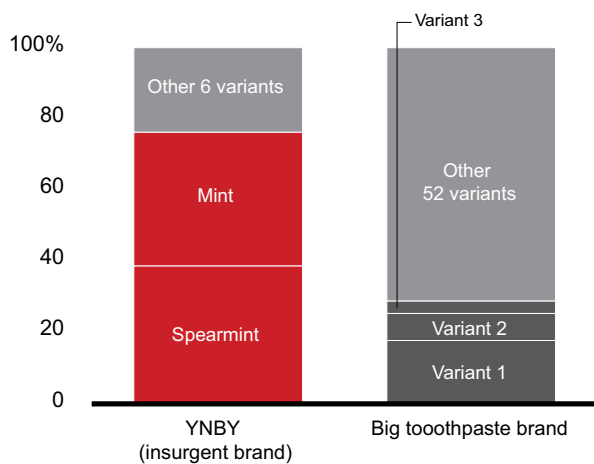 Variant 3
100%
80
60
40
20
0
Other 6 variants
Mint
Spearmint
Other
52 variants
Variant 2
Variant 1
YNBY
(insurgent brand)
Big tooothpaste brand